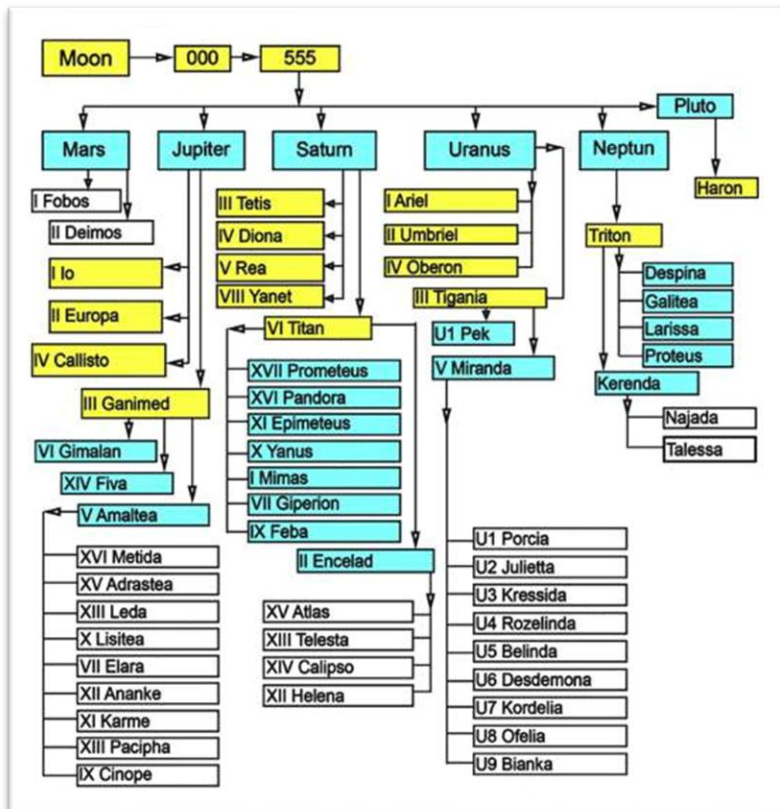 Moon
000
555
Pluto
Mars
Jupiter
Saturn
Uranus
Neptun
Haron
I Fobos
II Deimos
I Io
II Europa
IV Callisto
III Ganimed
VI Gimalan
XIV Fiva
V Amaltea
XVI Metida
XV Adrastea
XIII Leda
X Lisitea
VII Elara
XII Ananke
XI Karme
XIII Pacipha
IX Cinope
III Tetis
IV Diona
V Rea
VIII Yanet
VI Titan
XVII Prometeus
XVI Pandora
XI Epimeteus
X Yanus
I Mimas
VII Giperion
IX Feba
II Encelad
XV Atlas
XIII Telesta
XIV Calipso
XII Helena
I Ariel
II Umbriel
IV Oberon
III Tigania
U1 Pek
V Miranda
U1 Porcia
U2 Julietta
U3 Kressida
U4 Rozelinda
U5 Belinda
U6 Desdemona
U7 Kordelia
U8 Ofelia
U9 Bianka
Triton
Despina
Galitea
Larissa
Proteus
Kerenda
Najada
Talessa